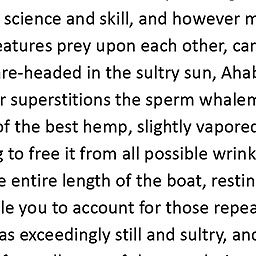 science and skill, and however m
eatures prey upon each other, car
re-headed in the sultry sun, Ahab
r superstitions the sperm whalem
of the best hemp, slightly vapored
g to free it from all possible wrink
e entire length of the boat, restin
le you to account for those repea
as exceedingly still and sultry, and